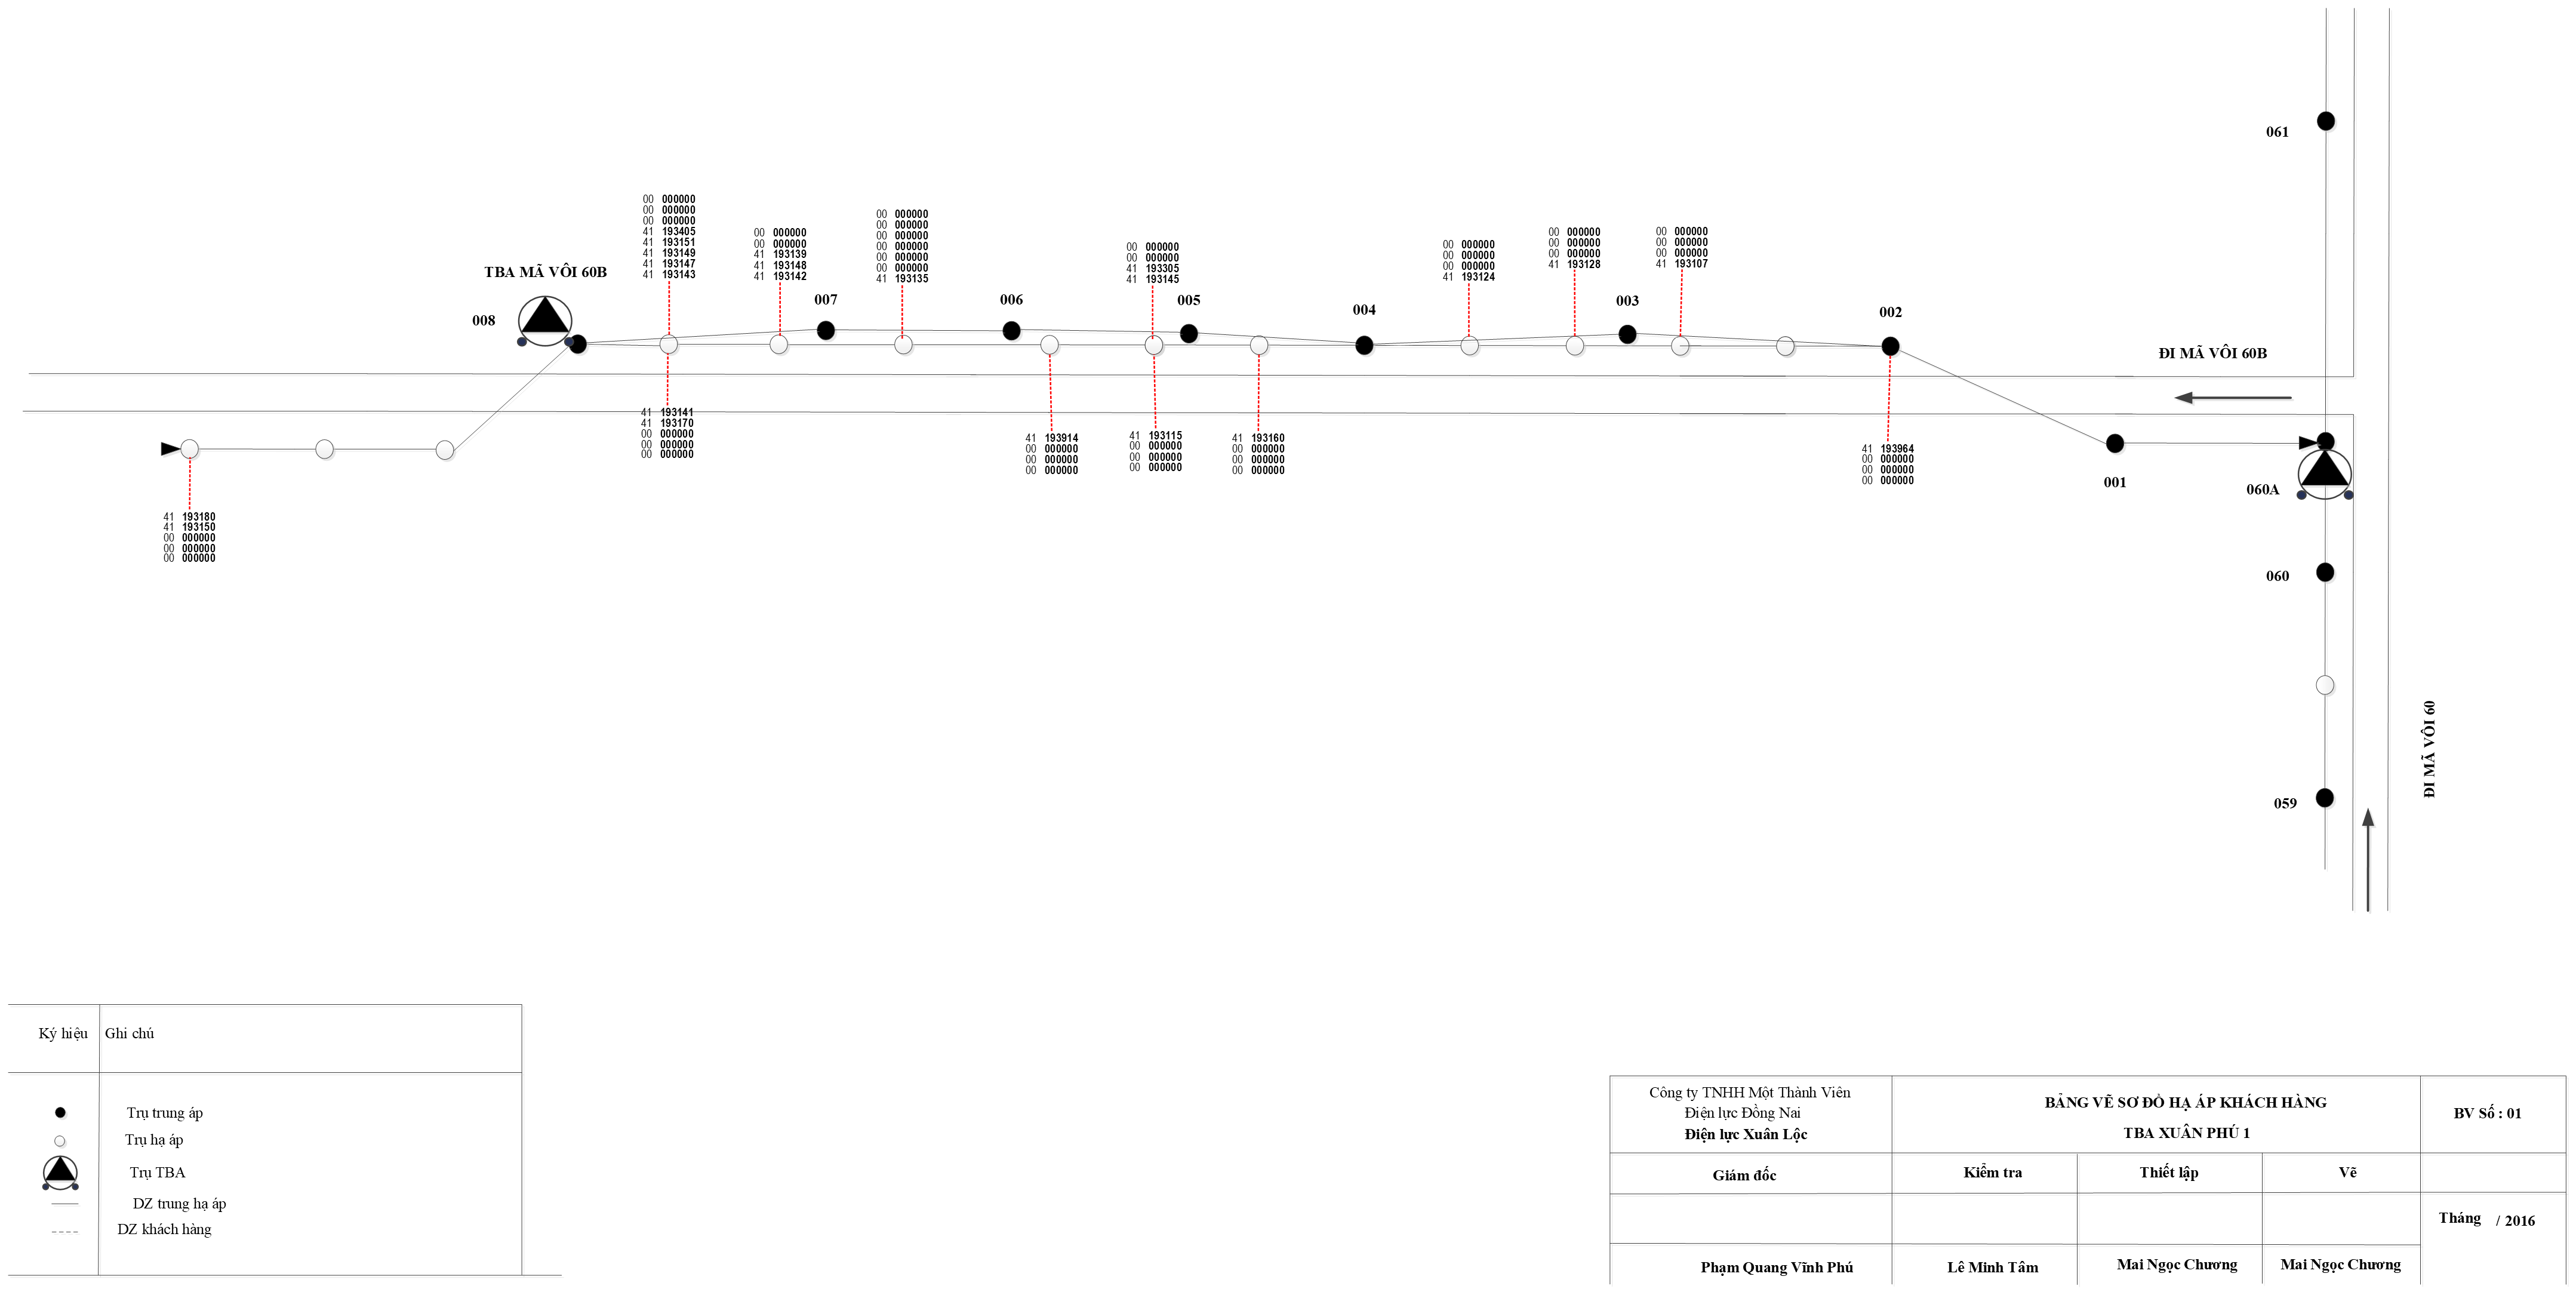 061
00 000000
00 000000
00 000000
41 193405
41 193151
41 193149
41 193147
41 193143
00 000000
00 000000
41 193139
41 193148
41 193142
00 000000
00 000000
00 000000
00 000000
00 000000
00 000000
41 193135
00 000000
00 000000
41 193305
41 193145
00 000000
00 000000
00 000000
41 193124
00 000000
00 000000
00 000000
41 193128
00 000000
00 000000
00 000000
41 193107
TBA MÃ VÔI 60B
008
007
006
005
004
003
002
ĐI MÃ VÔI 60B
41 193141
41 193170
00 000000
00 000000
00 000000
41 193914
00 000000
00 000000
00 000000
41 193115
00 000000
00 000000
00 000000
41 193160
00 000000
00 000000
00 000000
41 193964
00 000000
00 000000
00 000000
001
060A
41 193180
41 193150
00 000000
00 000000
00 000000
060
ĐI MÃ VÔI 60
059
Ký hiệu Ghi chú
Trụ trung áp
Trụ hạ áp
Trụ TBA
DZ trung hạ áp
DZ khách hàng
Công ty TNHH Một Thành Viên
Điện lực Đồng Nai
Điện lực Xuân Lộc
BẢNG VẼ SƠ ĐỒ HẠ ÁP KHÁCH HÀNG
TBA XUÂN PHÚ 1
BV Số : 01
Giám đốc
Kiểm tra
Thiết lập
Vẽ
Tháng / 2016
Phạm Quang Vĩnh Phú
Lê Minh Tâm
Mai Ngọc Chương
Mai Ngọc Chương